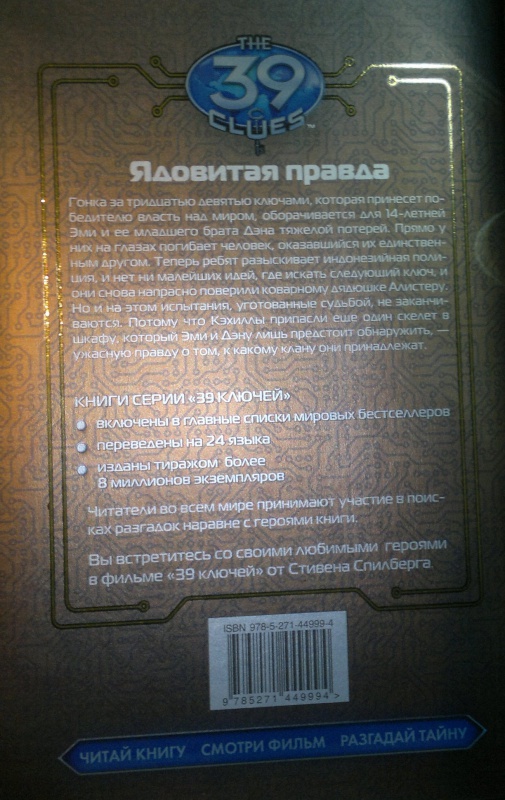 THE
39
CLUES™
Ядовитая правда
Гонка за тридцатью девятью ключами, которая принесет по-
бедителю власть над миром, оборачивается для 14-летней
Эми и ее младшего брата Дэна тяжелой потерей. Прямо у
них на глазах погибает человек, оказавшийся их единствен-
ным другом. Теперь ребят разыскивает индонезийская поли-
ция, и нет ни малейших идей, где искать следующий ключ, и
они снова напрасно поверили коварному дядюшке Алистеру.
Но и на этом испытания, уготованные судьбой, не заканчи-
ваются. Потому что Кэхиллы припасли еще один скелет в
шкафу, который Эми и Дэну лишь предстоит обнаружить, —
ужасную правду о том, к какому клану они принадлежат.
КНИГИ СЕРИИ «39 КЛЮЧЕЙ»
включены в главные списки мировых бестселлеров
переведены на 24 языка
изданы тиражом более
8 миллионов экземпляров
Читатели во всем мире принимают участие в поис-
ках разгадок наравне с героями книги.
Вы встретитесь со своими любимыми героями
в фильме «39 ключей» от Стивена Спилберга
ISBN 978-5-271-44999-4
9 785271 449994 >
ЧИТАЙ КНИГУ СМОТРИ ФИЛЬМ РАЗГАДАЙ ТАЙНУ